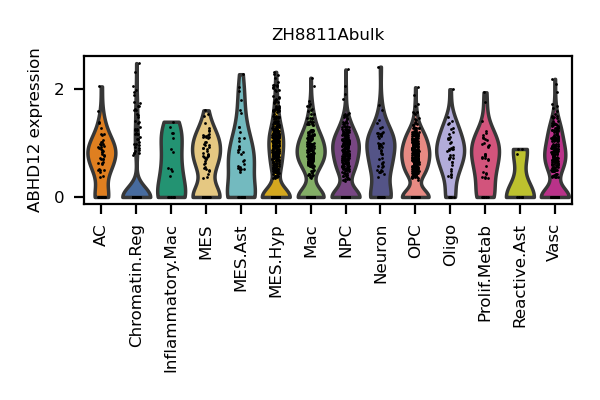 ZH8811Abulk
ABHD12 expression
2
0
AC
Chromatin.Reg
Inflammatory.Mac
MES
MES.Ast
MES.Hyp
Mac
NPC
Neuron
OPC
Oligo
Prolif.Metab
Reactive.Ast
Vasc